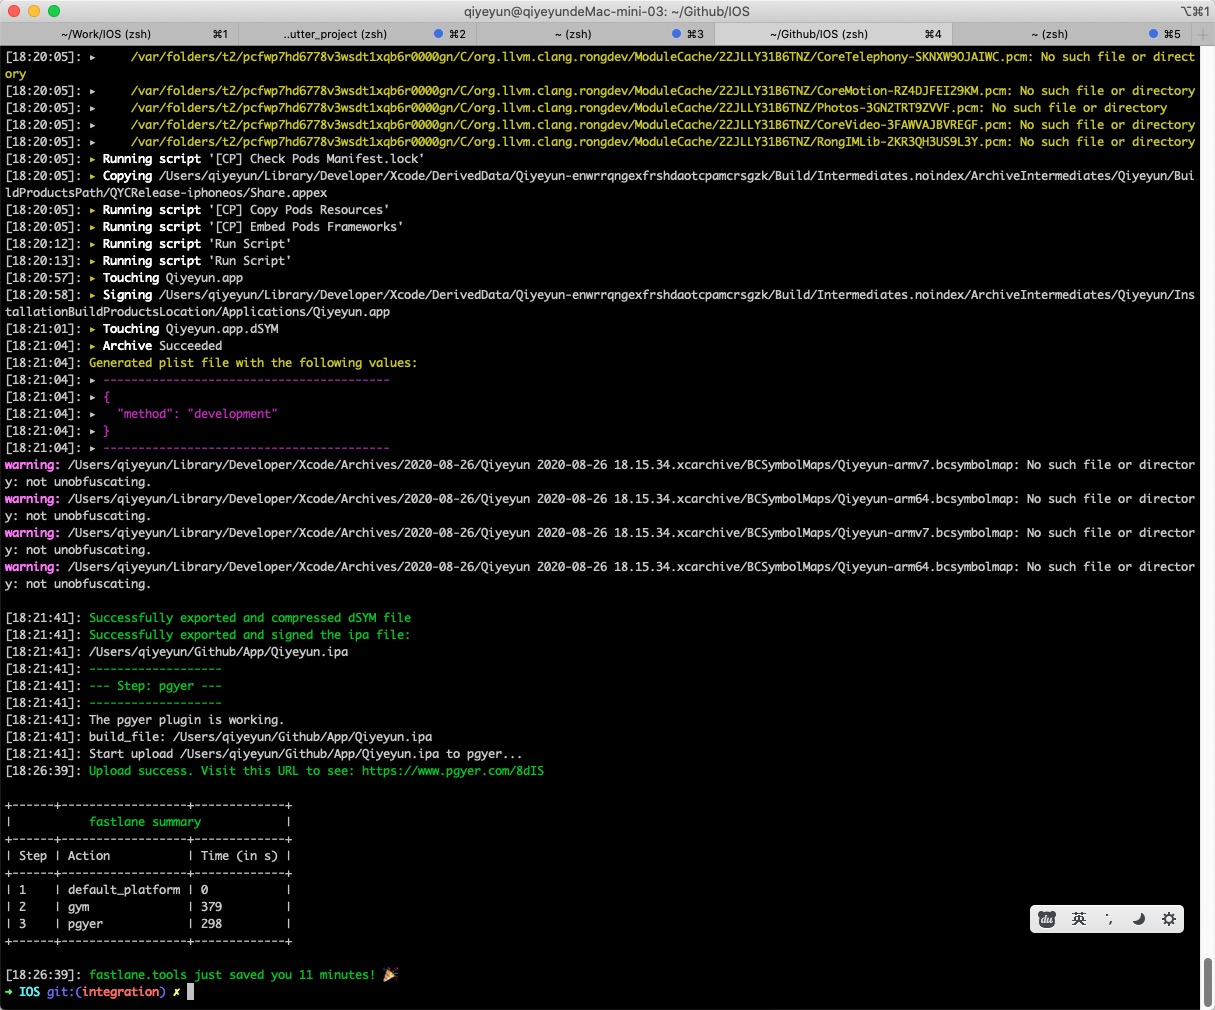 qiyeyun@qiyeyundeMac-mini-03: ~/Github/IOS
⌥⌘1
~/Work/IOS (zsh) ⌘1
..utter_project (zsh) ⌘2
~ (zsh) ⌘3
~/Github/IOS (zsh) ⌘4
~ (zsh) ⌘5
[18:20:05]: ▸ /var/folders/t2/pcfwp7hd6778v3wsdt1xqb6r0000gn/C/org.llvm.clang.rongdev/ModuleCache/22JLLY31B6TNZ/CoreTelephony-SKNXW9OJAIWC.pcm: No such file or direct
ory
[18:20:05]: ▸ /var/folders/t2/pcfwp7hd6778v3wsdt1xqb6r0000gn/C/org.llvm.clang.rongdev/ModuleCache/22JLLY31B6TNZ/CoreMotion-RZ4DJFEI29KM.pcm: No such file or directory
[18:20:05]: ▸ /var/folders/t2/pcfwp7hd6778v3wsdt1xqb6r0000gn/C/org.llvm.clang.rongdev/ModuleCache/22JLLY31B6TNZ/Photos-3GN2TRT9ZVVF.pcm: No such file or directory
[18:20:05]: ▸ /var/folders/t2/pcfwp7hd6778v3wsdt1xqb6r0000gn/C/org.llvm.clang.rongdev/ModuleCache/22JLLY31B6TNZ/CoreVideo-3FAWVAJBVREGF.pcm: No such file or directory
[18:20:05]: ▸ /var/folders/t2/pcfwp7hd6778v3wsdt1xqb6r0000gn/C/org.llvm.clang.rongdev/ModuleCache/22JLLY31B6TNZ/RongIMLib-2KR3QH3US9L3Y.pcm: No such file or directory
[18:20:05]: ▸ Running script '[CP] Check Pods Manifest.lock'
[18:20:05]: ▸ Copying /Users/qiyeyun/Library/Developer/Xcode/DerivedData/Qiyeyun-enwrrqngexfrshdaotcpamcrsgzk/Build/Intermediates.noindex/ArchiveIntermediates/Qiyeyun/Bui
ldProductsPath/QYCRelease-iphoneos/Share.appex
[18:20:05]: ▸ Running script '[CP] Copy Pods Resources'
[18:20:05]: ▸ Running script '[CP] Embed Pods Frameworks'
[18:20:12]: ▸ Running script 'Run Script'
[18:20:13]: ▸ Running script 'Run Script'
[18:20:57]: ▸ Touching Qiyeyun.app
[18:20:58]: ▸ Signing /Users/qiyeyun/Library/Developer/Xcode/DerivedData/Qiyeyun-enwrrqngexfrshdaotcpamcrsgzk/Build/Intermediates.noindex/ArchiveIntermediates/Qiyeyun/Ins
tallationBuildProductsLocation/Applications/Qiyeyun.app
[18:21:01]: ▸ Touching Qiyeyun.app.dSYM
[18:21:04]: ▸ Archive Succeeded
[18:21:04]: Generated plist file with the following values:
[18:21:04]: ▸ -----------------------------------------
[18:21:04]: ▸ {
[18:21:04]: ▸   "method": "development"
[18:21:04]: ▸ }
[18:21:04]: ▸ -----------------------------------------
warning: /Users/qiyeyun/Library/Developer/Xcode/Archives/2020-08-26/Qiyeyun 2020-08-26 18.15.34.xcarchive/BCSymbolMaps/Qiyeyun-armv7.bcsymbolmap: No such file or director
y: not unobfuscating.
warning: /Users/qiyeyun/Library/Developer/Xcode/Archives/2020-08-26/Qiyeyun 2020-08-26 18.15.34.xcarchive/BCSymbolMaps/Qiyeyun-arm64.bcsymbolmap: No such file or director
y: not unobfuscating.
warning: /Users/qiyeyun/Library/Developer/Xcode/Archives/2020-08-26/Qiyeyun 2020-08-26 18.15.34.xcarchive/BCSymbolMaps/Qiyeyun-armv7.bcsymbolmap: No such file or director
y: not unobfuscating.
warning: /Users/qiyeyun/Library/Developer/Xcode/Archives/2020-08-26/Qiyeyun 2020-08-26 18.15.34.xcarchive/BCSymbolMaps/Qiyeyun-arm64.bcsymbolmap: No such file or director
y: not unobfuscating.
[18:21:41]: Successfully exported and compressed dSYM file
[18:21:41]: Successfully exported and signed the ipa file:
[18:21:41]: /Users/qiyeyun/Github/App/Qiyeyun.ipa
[18:21:41]: -------------------
[18:21:41]: --- Step: pgyer ---
[18:21:41]: -------------------
[18:21:41]: The pgyer plugin is working.
[18:21:41]: build_file: /Users/qiyeyun/Github/App/Qiyeyun.ipa
[18:21:41]: Start upload /Users/qiyeyun/Github/App/Qiyeyun.ipa to pgyer...
[18:26:39]: Upload success. Visit this URL to see: https://www.pgyer.com/8dIS
+------+------------------+-------------+
|           fastlane summary            |
+------+------------------+-------------+
| Step | Action           | Time (in s) |
+------+------------------+-------------+
| 1    | default_platform | 0           |
| 2    | gym              | 379         |
| 3    | pgyer            | 298         |
+------+------------------+-------------+
[18:26:39]: fastlane.tools just saved you 11 minutes! 🎉
➜ IOS git:(integration) ✗
du 英